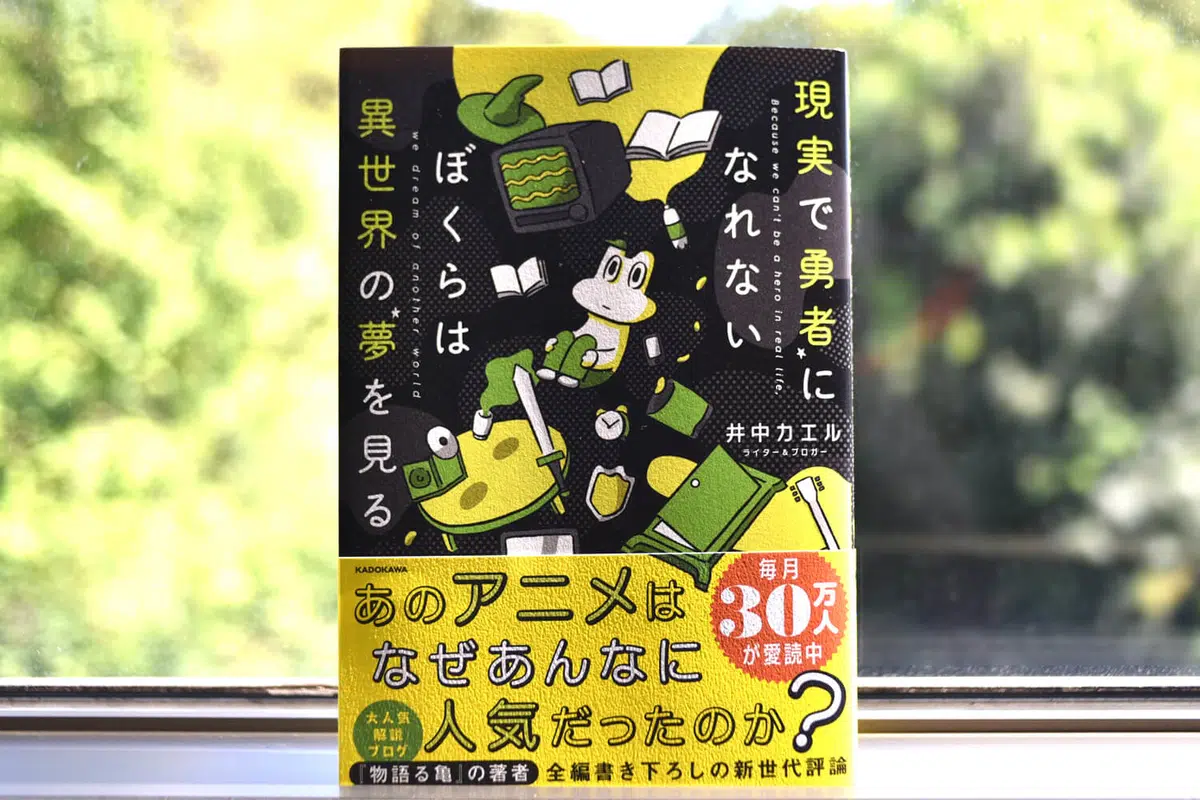 現実で勇者に
Because we can't be a hero in real life,
なれない
ぼくらは
we dream of another world
異世界の夢を見る
井中カエル
ライター&ブロガー
KADOKAWA
あのアニメは
なぜあんなに
人気だったのか?
毎月
30万人
が愛読中
大人気
解説
ブログ
『物語る亀』の著者
全編書き下ろしの新世代評論